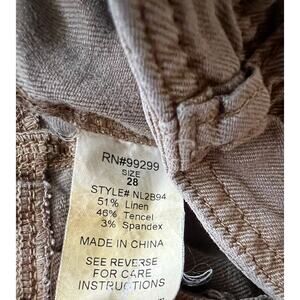 RN#99299
SIZE
28
STYLE# NL2B94
51% Linen
46% Tencel
3% Spandex
MADE IN CHINA
SEE REVERSE
FOR CARE
INSTRUCTIONS